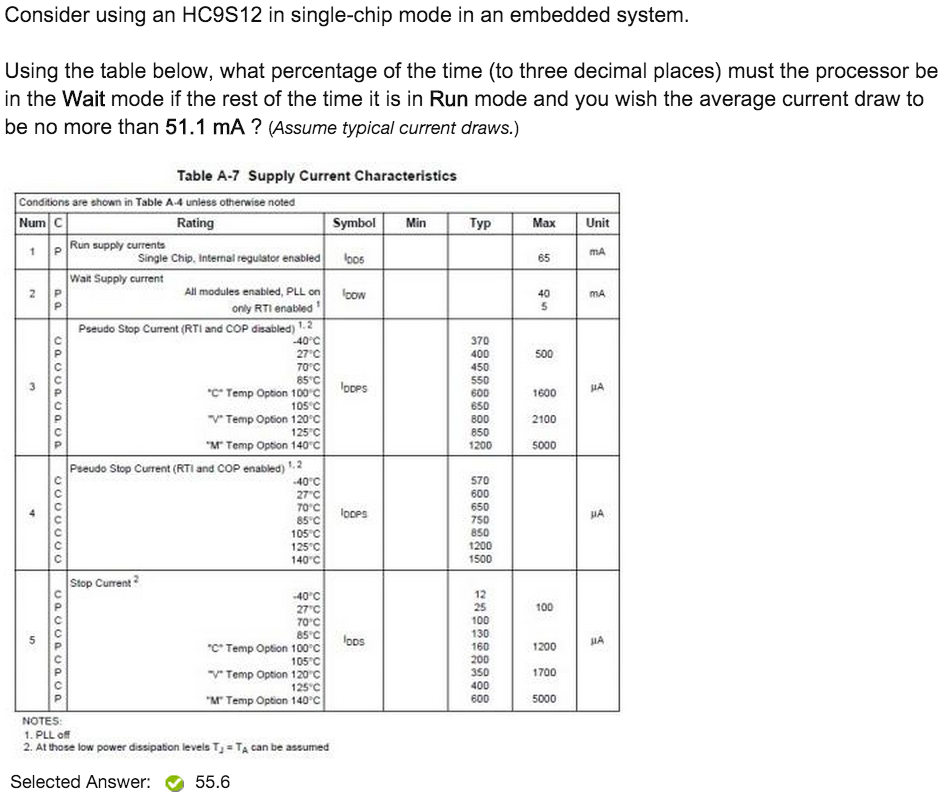 Consider using an HC9S12 in single-chip mode in an embedded system.
Using the table below, what percentage of the time (to three decimal places) must the processor be
in the Wait mode if the rest of the time it is in Run mode and you wish the average current draw to
be no more than 51.1 mA ? (Assume typical current draws.)
Table A-7 Supply Current Characteristics
Conditions are shown in Table A-4 unless otherwise noted
Num C Rating Symbol Min Typ Max Unit
Run supply currents
1 P Single Chip, Internal regulator enabled IDD5 65 mA
Wait Supply current
2 P All modules enabled, PLL on IDDW 40 mA
P only RTI enabled 1 5
Pseudo Stop Current (RTI and COP disabled) 1, 2
C -40°C 370
P 27°C 400 500
C 70°C 450
C 85°C 550
3 P "C" Temp Option 100°C IDDPS 600 1600 µA
C 105°C 650
P "V" Temp Option 120°C 800 2100
C 125°C 850
P "M" Temp Option 140°C 1200 5000
Pseudo Stop Current (RTI and COP enabled) 1, 2
C -40°C 570
C 27°C 600
4 C 70°C IDDPS 650 µA
C 85°C 750
C 105°C 850
C 125°C 1200
C 140°C 1500
Stop Current 2
C -40°C 12
P 27°C 25 100
C 70°C 100
5 C 85°C IDDS 130 µA
P "C" Temp Option 100°C 160 1200
C 105°C 200
P "V" Temp Option 120°C 350 1700
C 125°C 400
P "M" Temp Option 140°C 600 5000
NOTES:
1. PLL off
2. At those low power dissipation levels TJ = TA can be assumed
Selected Answer: 55.6